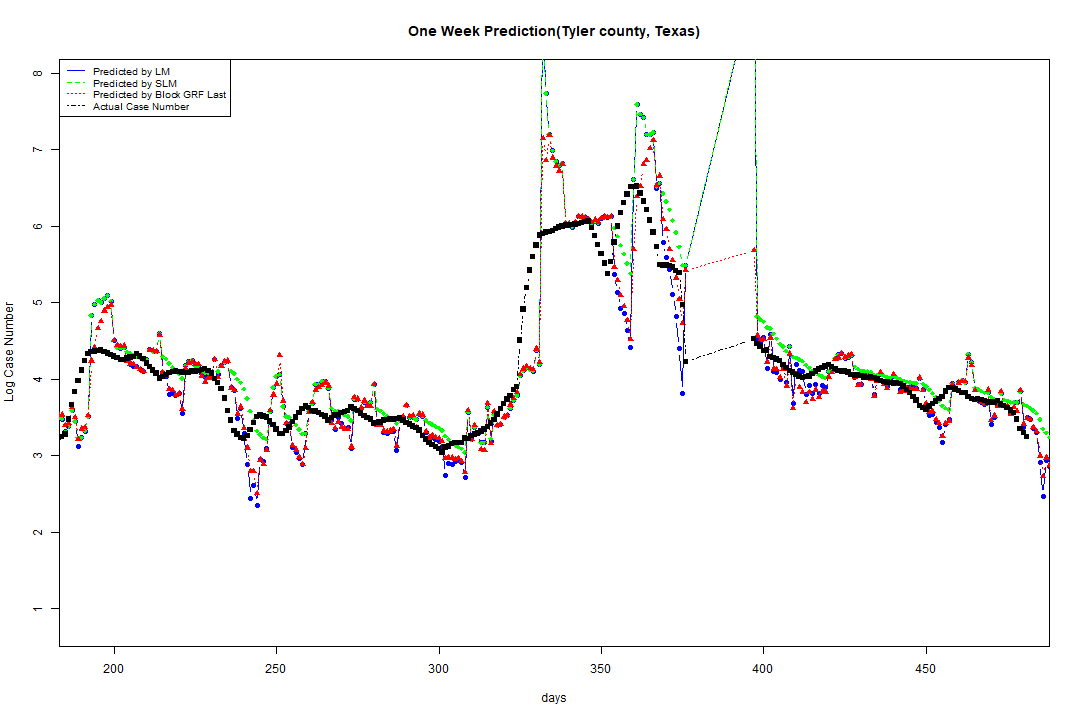 One Week Prediction(Tyler county, Texas)
Predicted by LM
Predicted by SLM
Predicted by Block GRF Last
Actual Case Number
8
7
6
5
4
3
2
1
Log Case Number
200 250 300 350 400 450
days